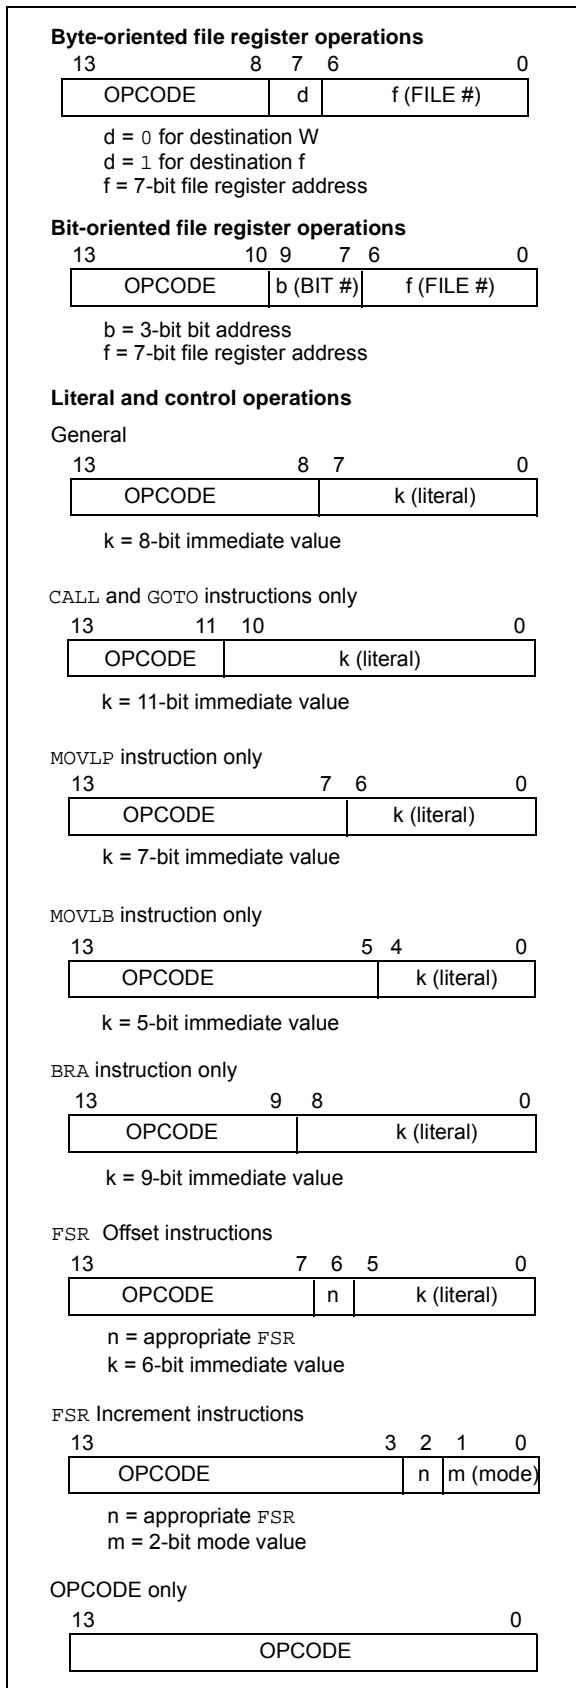 Byte-oriented file register operations
13 8 7 6 0
OPCODE d f (FILE #)
d = 0 for destination W
d = 1 for destination f
f = 7-bit file register address
Bit-oriented file register operations
13 10 9 7 6 0
OPCODE b (BIT #) f (FILE #)
b = 3-bit bit address
f = 7-bit file register address
Literal and control operations
General
13 8 7 0
OPCODE k (literal)
k = 8-bit immediate value
CALL and GOTO instructions only
13 11 10 0
OPCODE k (literal)
k = 11-bit immediate value
MOVLP instruction only
13 7 6 0
OPCODE k (literal)
k = 7-bit immediate value
MOVLB instruction only
13 5 4 0
OPCODE k (literal)
k = 5-bit immediate value
BRA instruction only
13 9 8 0
OPCODE k (literal)
k = 9-bit immediate value
FSR Offset instructions
13 7 6 5 0
OPCODE n k (literal)
n = appropriate FSR
k = 6-bit immediate value
FSR Increment instructions
13 3 2 1 0
OPCODE n m (mode)
n = appropriate FSR
m = 2-bit mode value
OPCODE only
13 0
OPCODE